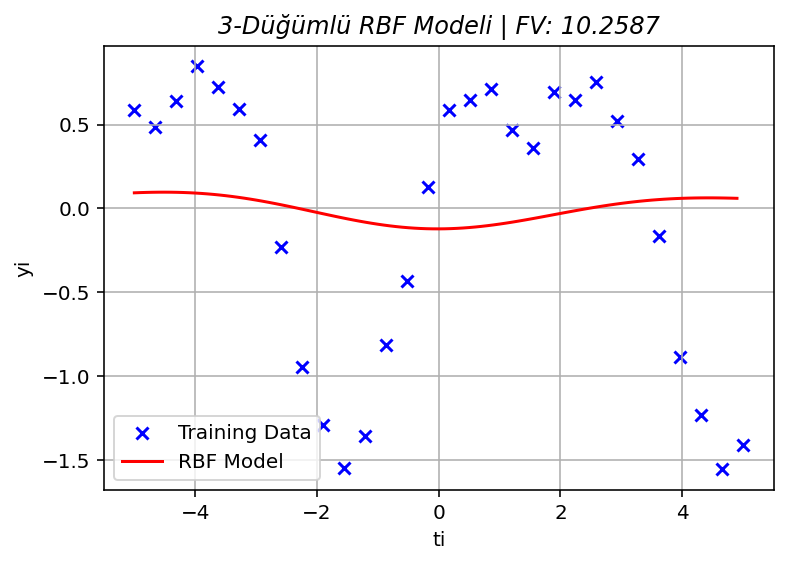 3-Düğümlü RBF Modeli | FV: 10.2587
0.5
0.0
−0.5
−1.0
−1.5
yi
Training Data
RBF Model
−4
−2
0
2
4
ti